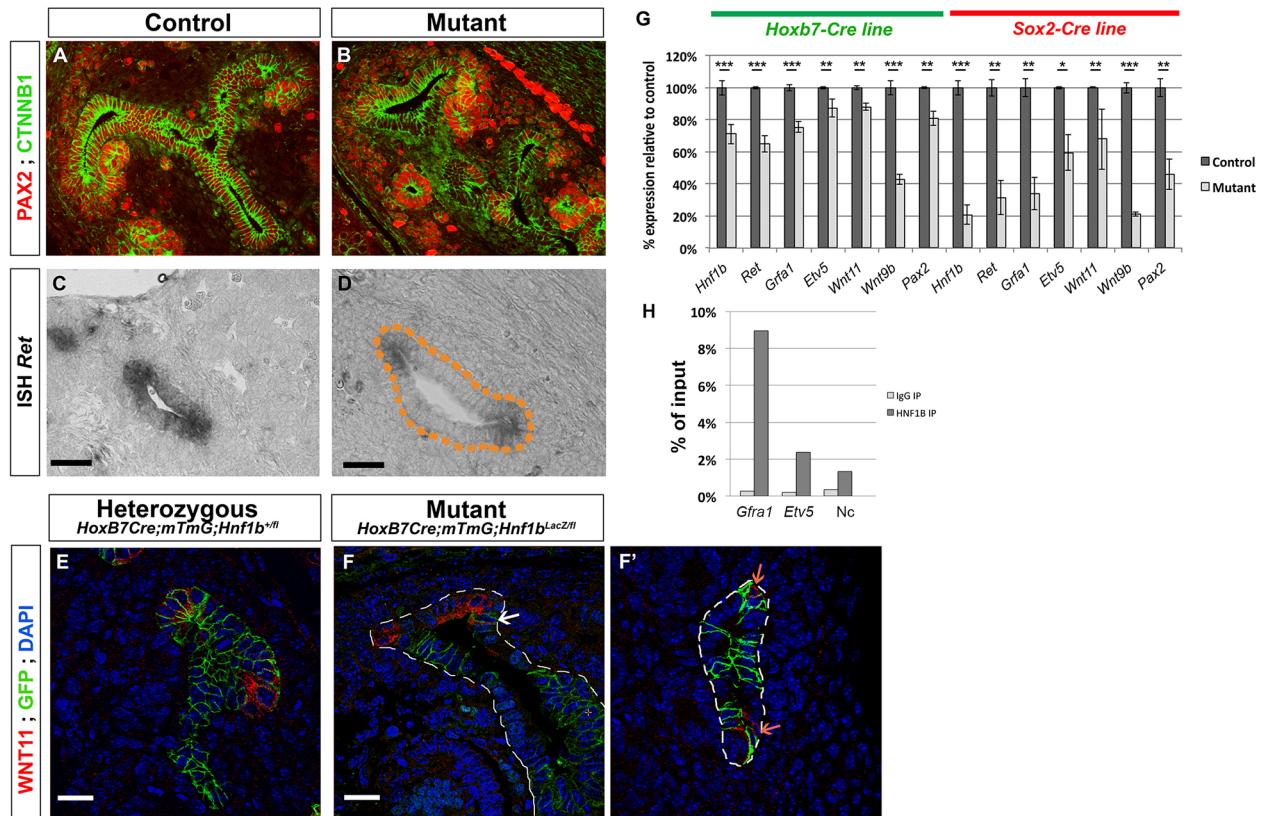 Control
Mutant
PAX2 ; CTNNB1
A
B
ISH Ret
C
D
Heterozygous
HoxB7Cre;mTmG;Hnf1b+/fl
Mutant
HoxB7Cre;mTmG;Hnf1bLacZ/fl
WNT11 ; GFP ; DAPI
E
F
F'
G
Hoxb7-Cre line
Sox2-Cre line
% expression relative to control
120%
100%
80%
60%
40%
20%
0%
*** *** *** ** ** *** ** *** ** ** * ** *** **
Hnf1b Ret Grfa1 Etv5 Wnt11 Wnt9b Pax2 Hnf1b Ret Grfa1 Etv5 Wnt11 Wnt9b Pax2
Control
Mutant
H
% of input
10%
8%
6%
4%
2%
0%
Gfra1 Etv5 Nc
IgG IP
HNF1B IP